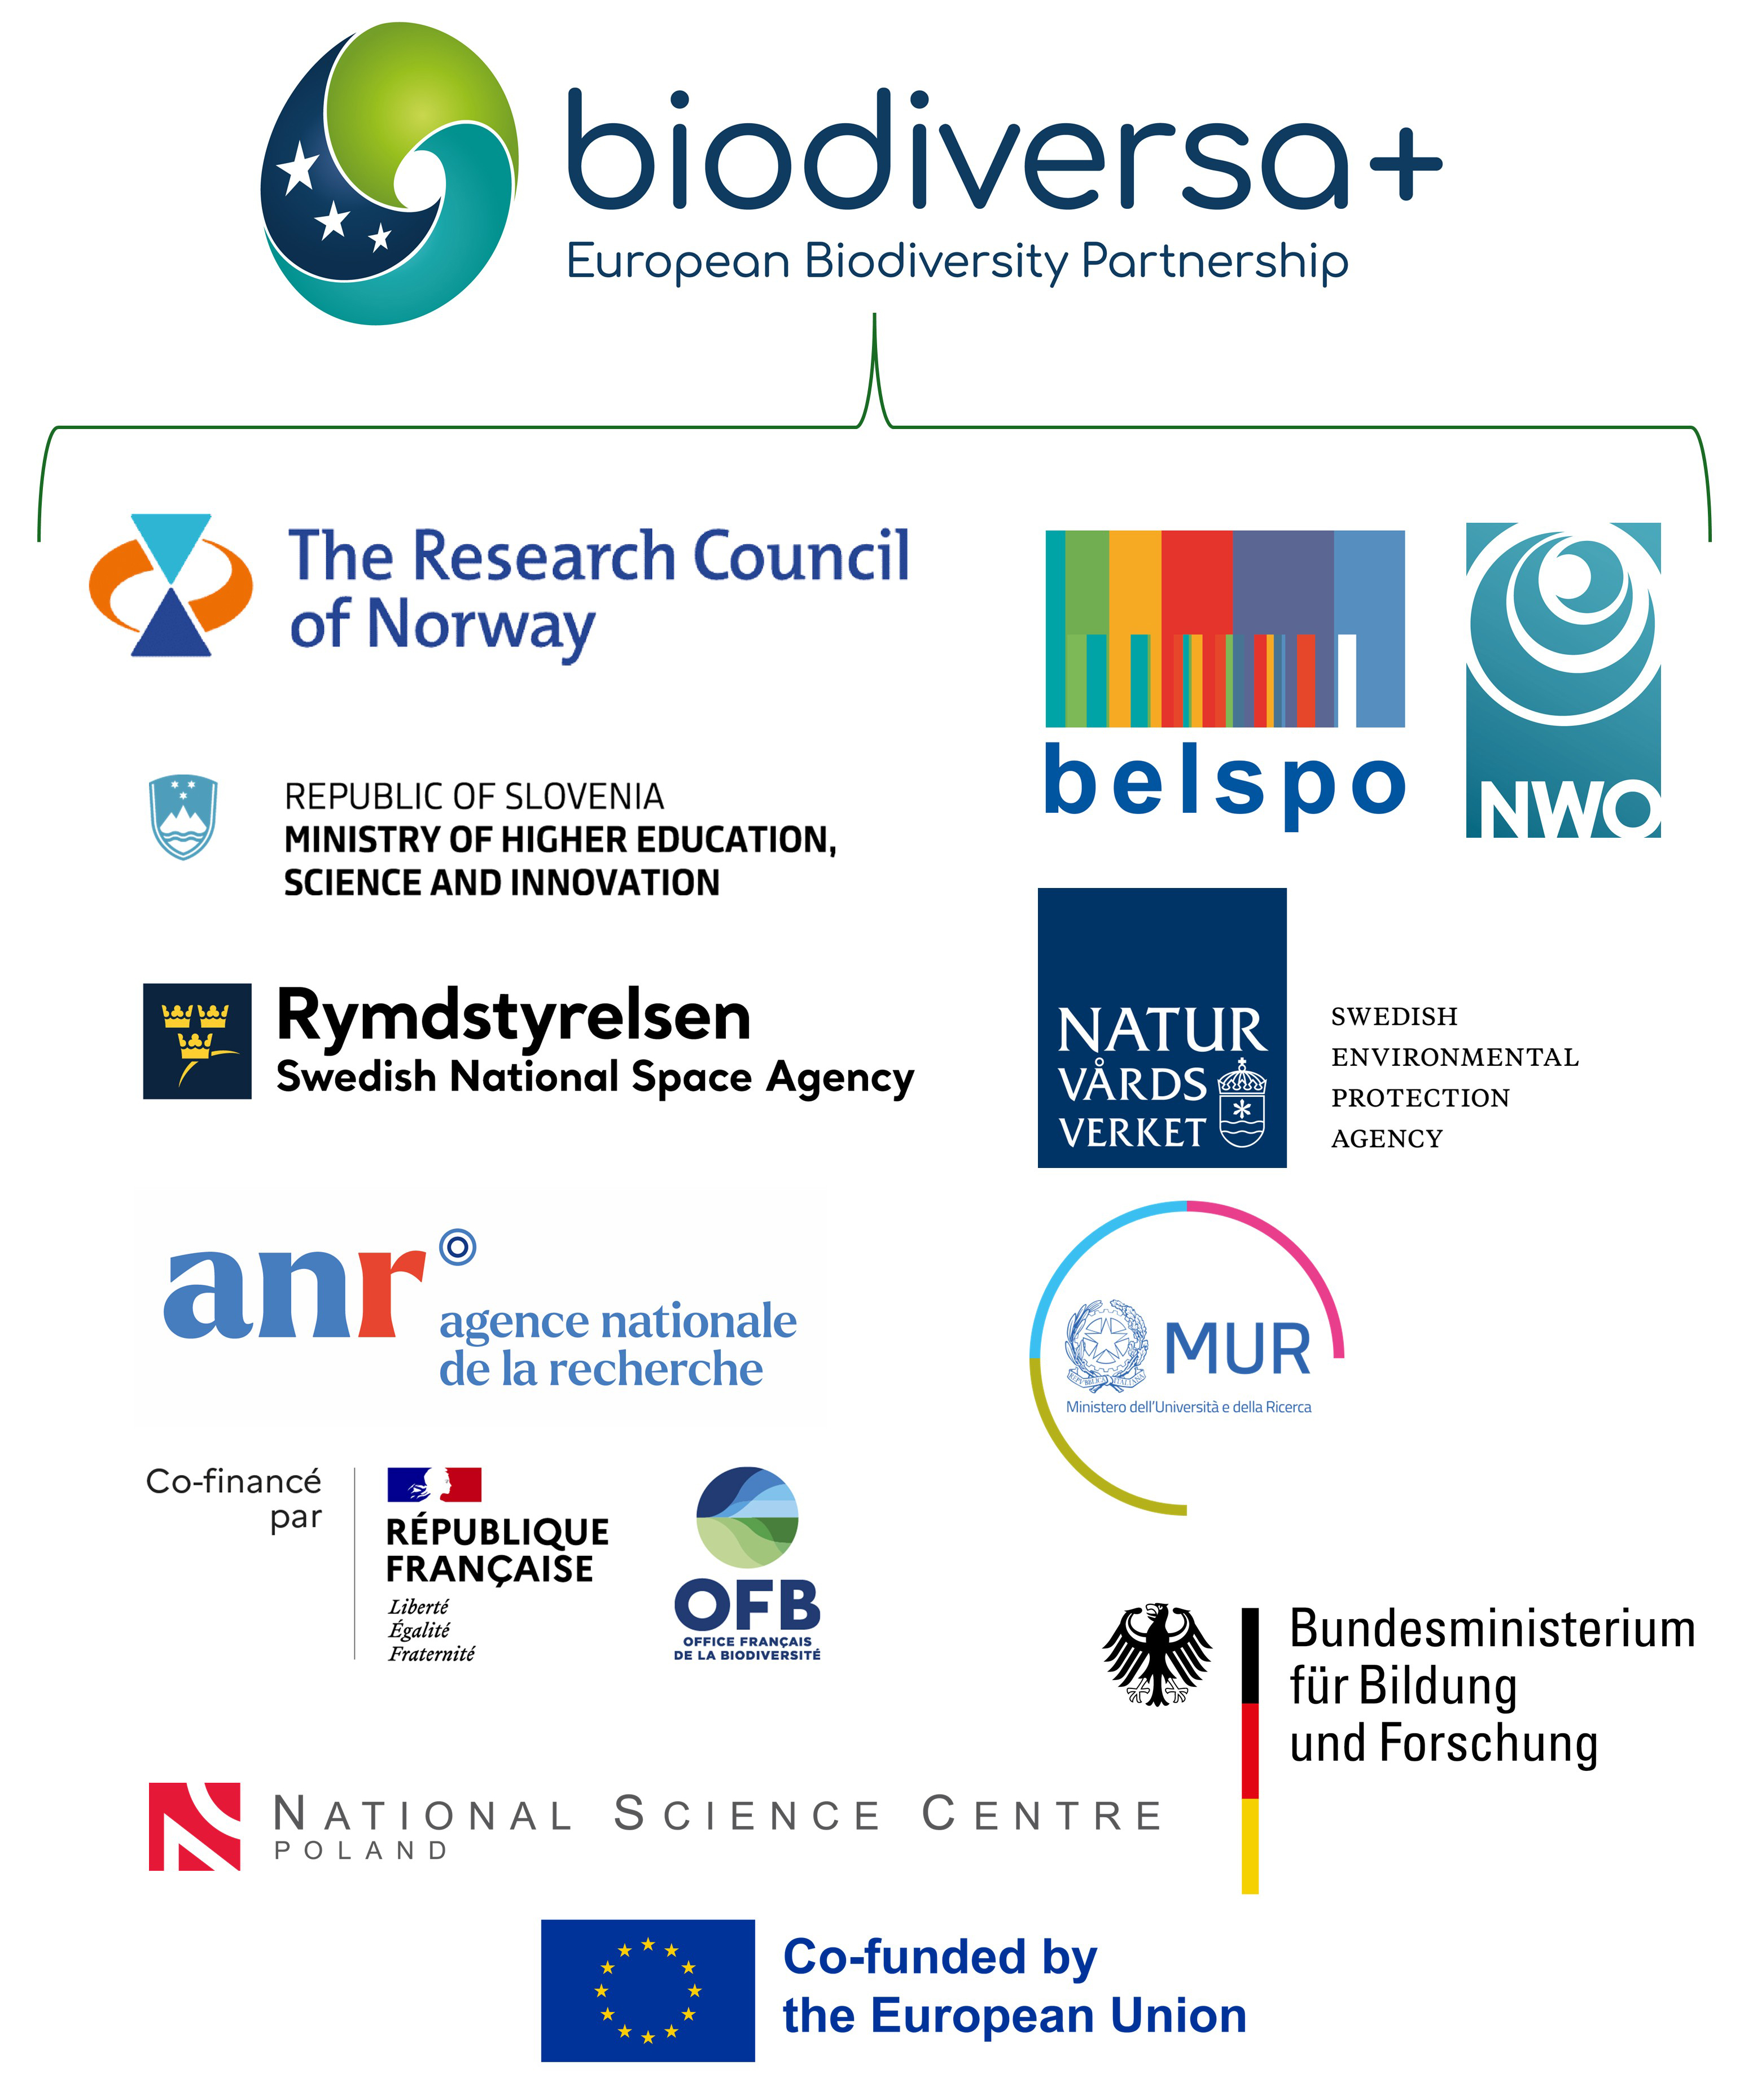 biodiversa+
European Biodiversity Partnership
The Research Council
of Norway
belspo
NWO
REPUBLIC OF SLOVENIA
MINISTRY OF HIGHER EDUCATION,
SCIENCE AND INNOVATION
Rymdstyrelsen
Swedish National Space Agency
NATUR
VÅRDS
VERKET
SWEDISH
ENVIRONMENTAL
PROTECTION
AGENCY
anr
agence nationale
de la recherche
REPVBBLICA ITALIANA
MUR
Ministero dell'Università e della Ricerca
Co-financé
par
RÉPUBLIQUE
FRANÇAISE
Liberté
Égalité
Fraternité
OFB
OFFICE FRANÇAIS
DE LA BIODIVERSITÉ
Bundesministerium
für Bildung
und Forschung
NATIONAL SCIENCE CENTRE
POLAND
Co-funded by
the European Union